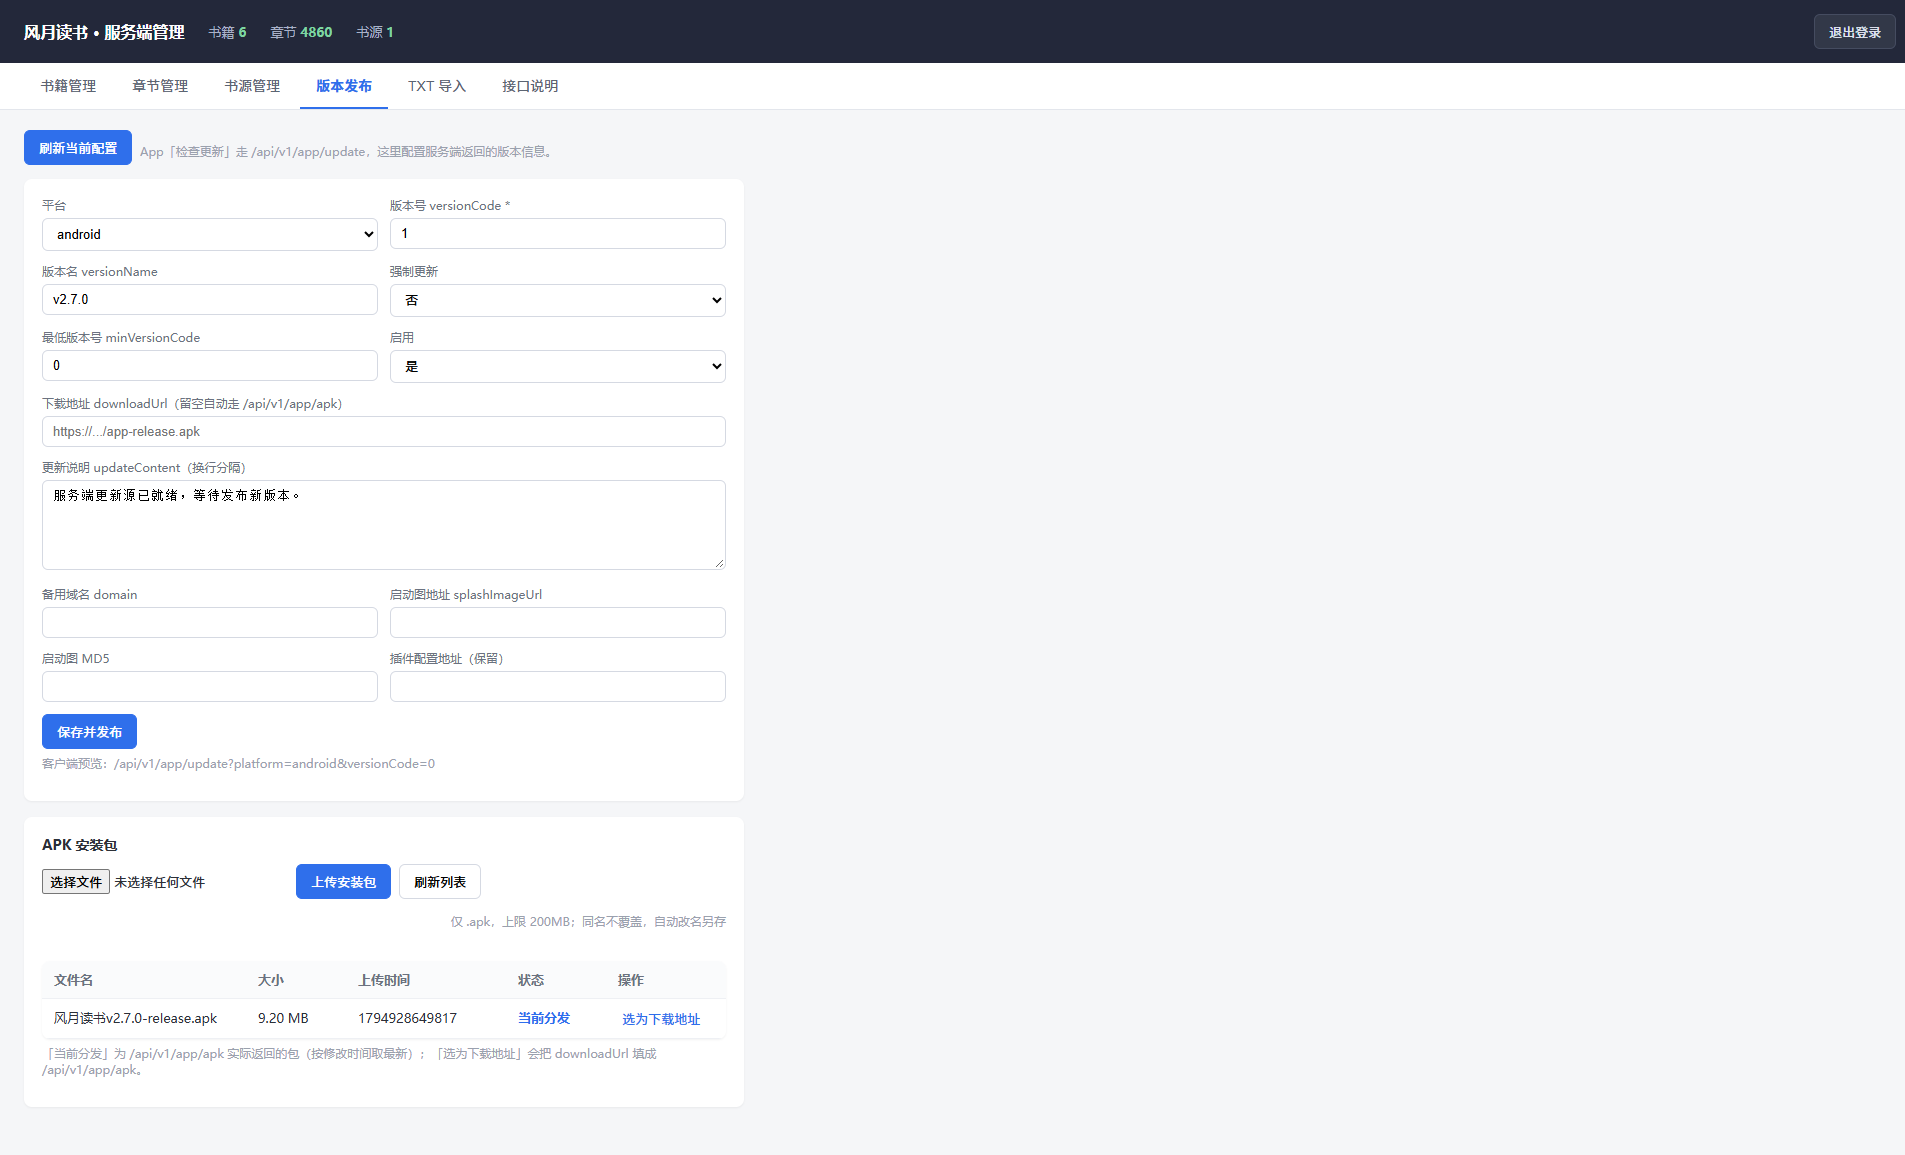 风月读书 • 服务端管理 书籍 6 章节 4860 书源 1 退出登录
书籍管理 章节管理 书源管理 版本发布 TXT 导入 接口说明
刷新当前配置 App「检查更新」走 /api/v1/app/update，这里配置服务端返回的版本信息。
平台 版本号 versionCode *
android 1
版本名 versionName 强制更新
v2.7.0 否
最低版本号 minVersionCode 启用
0 是
下载地址 downloadUrl（留空自动走 /api/v1/app/apk）
https://.../app-release.apk
更新说明 updateContent（换行分隔）
服务端更新源已就绪，等待发布新版本。
备用域名 domain 启动图地址 splashImageUrl
启动图 MD5 插件配置地址（保留）
保存并发布
客户端预览：/api/v1/app/update?platform=android&versionCode=0
APK 安装包
选择文件 未选择任何文件 上传安装包 刷新列表
仅 .apk，上限 200MB；同名不覆盖，自动改名另存
文件名 大小 上传时间 状态 操作
风月读书v2.7.0-release.apk 9.20 MB 1794928649817 当前分发 选为下载地址
「当前分发」为 /api/v1/app/apk 实际返回的包（按修改时间取最新）；「选为下载地址」会把 downloadUrl 填成
/api/v1/app/apk。